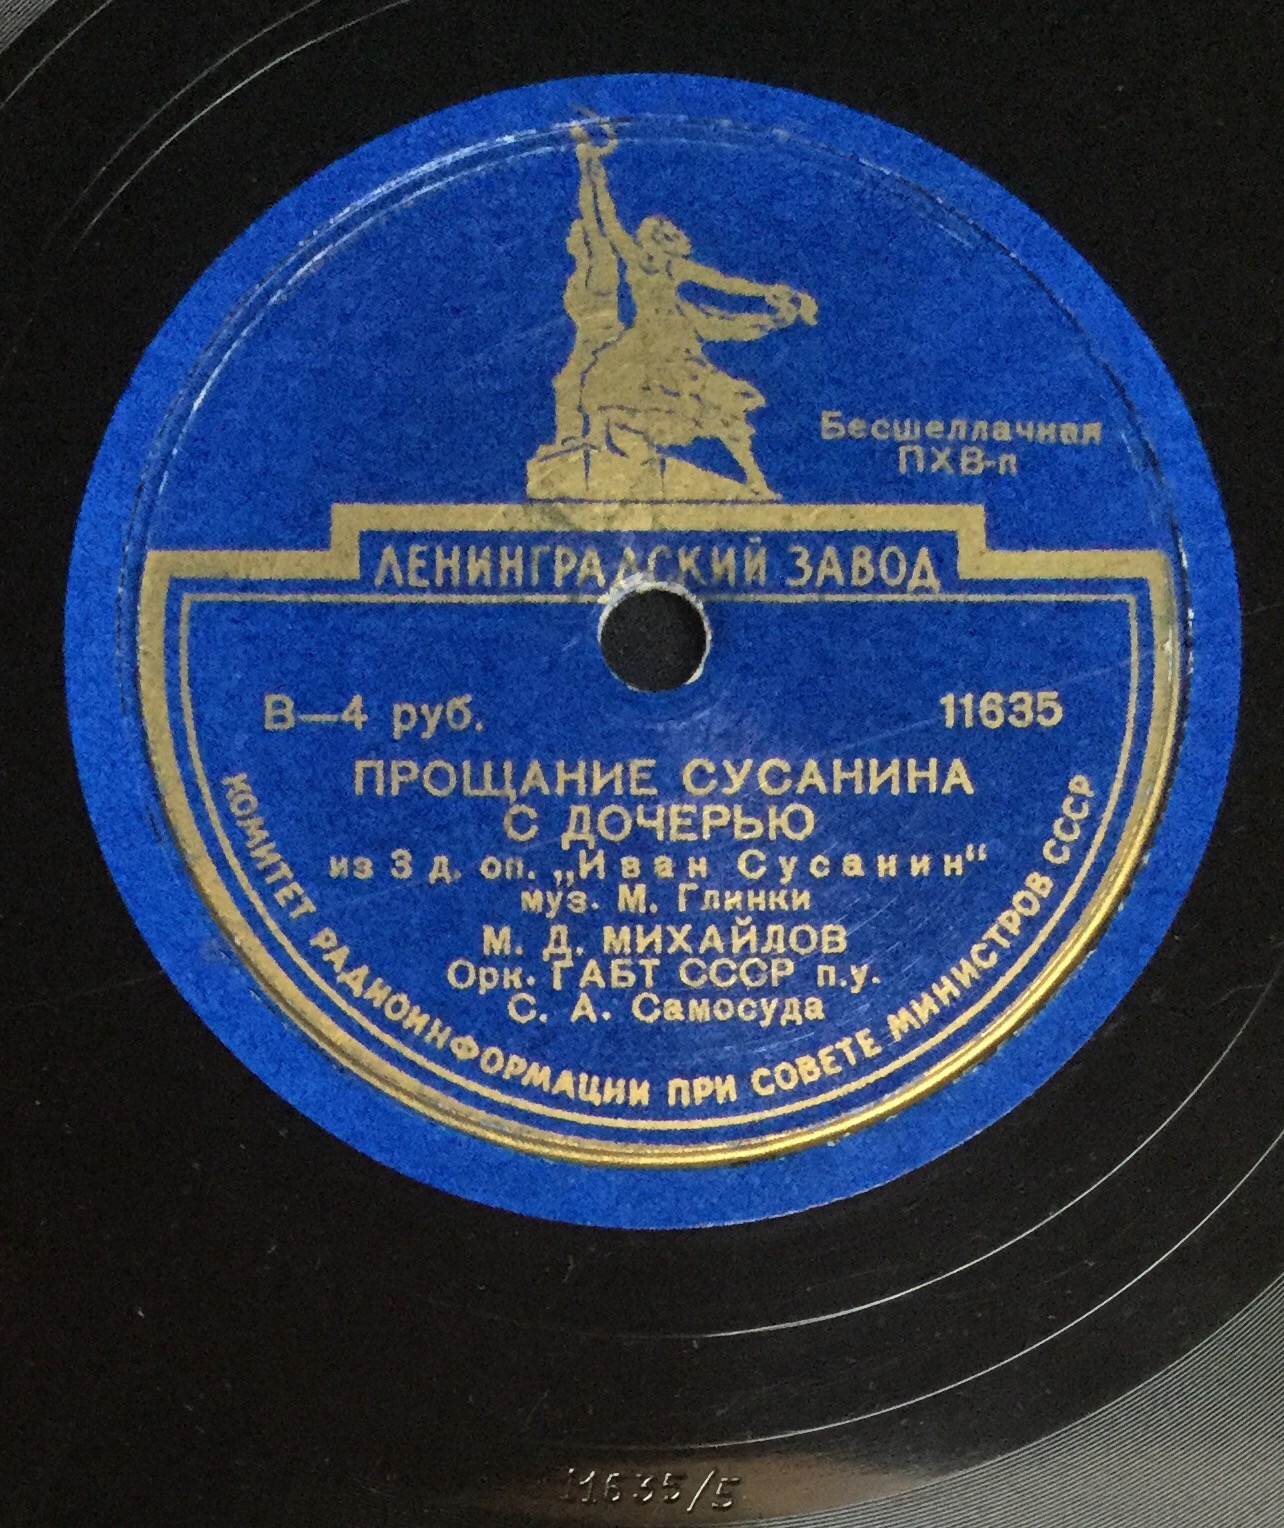 Бесшеллачная
ПХВ-п
ЛЕНИНГРАДСКИЙ ЗАВОД
В—4 руб.
11635
ПРОЩАНИЕ СУСАНИНА
С ДОЧЕРЬЮ
из 3 д. оп. „Иван Сусанин“
муз. М. Глинки
М. Д. МИХАЙЛОВ
Орк. ГАБТ СССР п.у.
С. А. Самосуда
КОМИТЕТ РАДИОИНФОРМАЦИИ ПРИ СОВЕТЕ МИНИСТРОВ СССР
11635/5